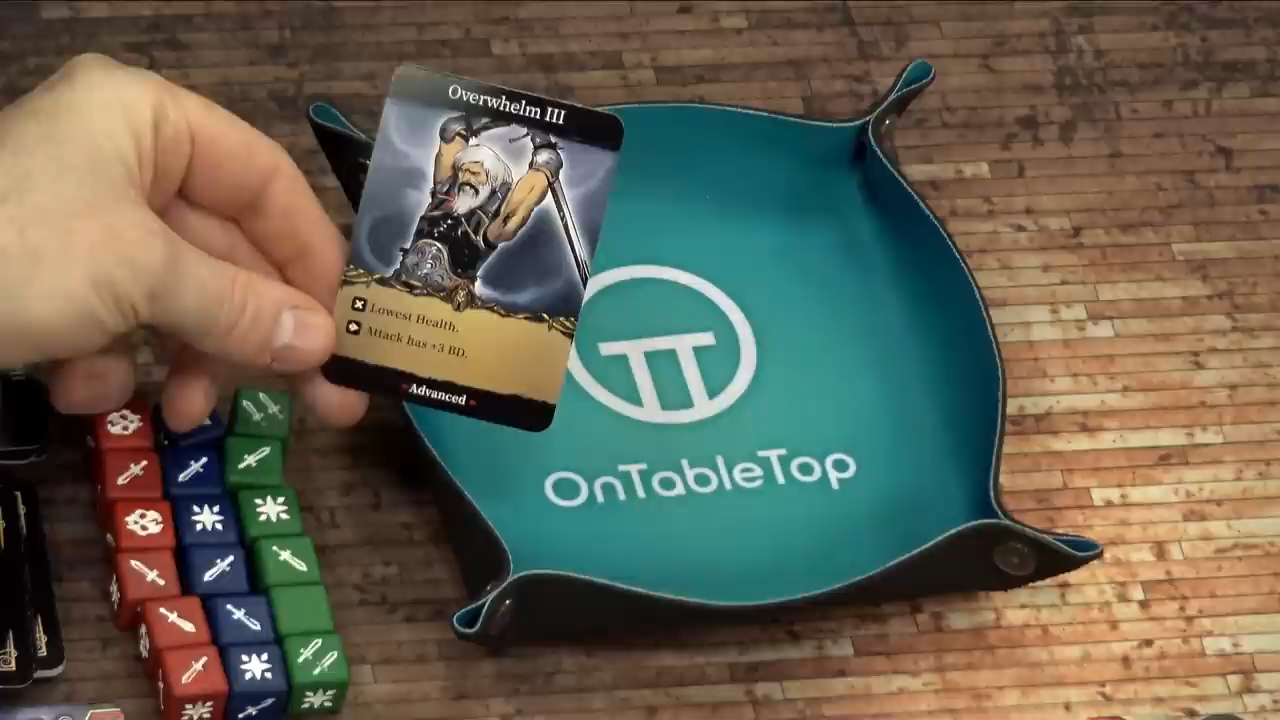 Overwhelm III
Lowest Health.
Attack has +3 BD.
Advanced
OnTableTop